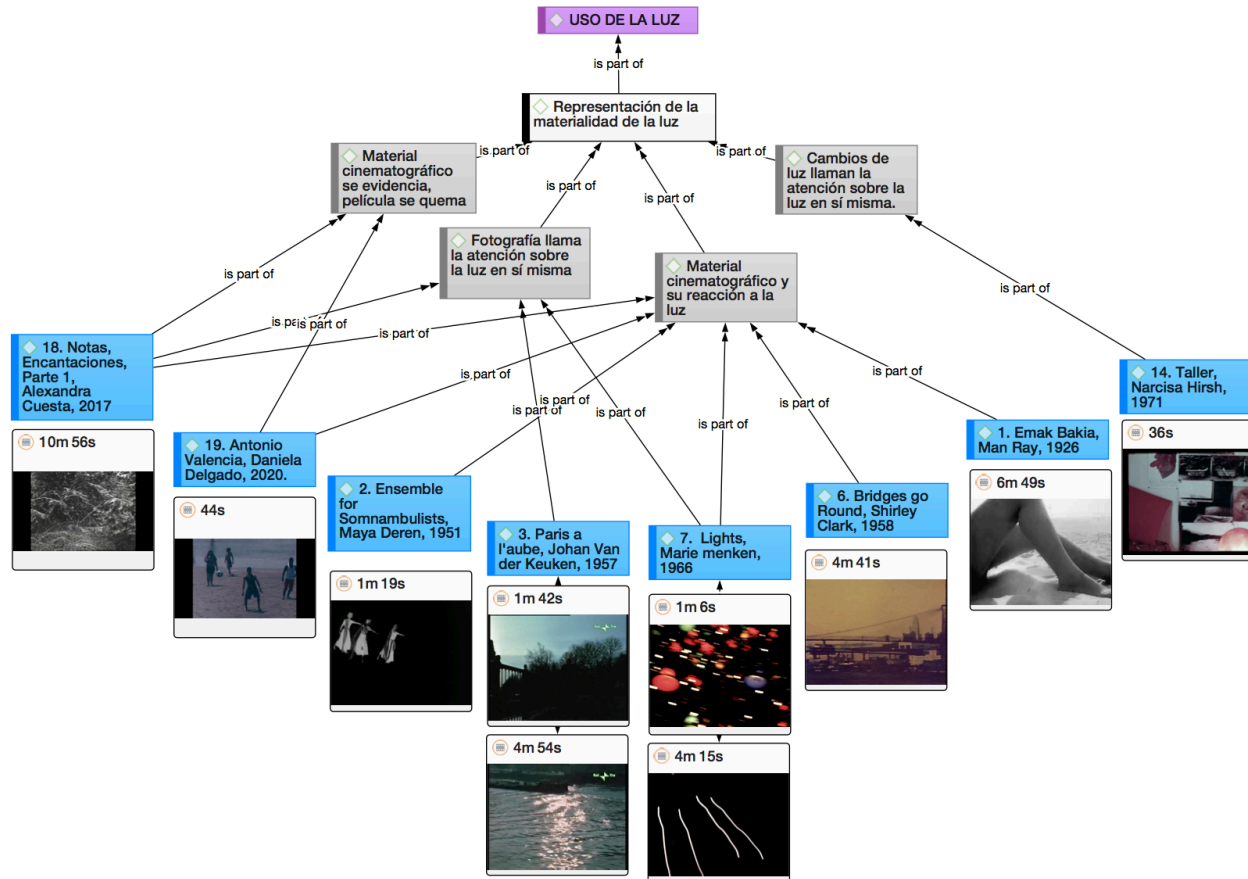 USO DE LA LUZ
is part of
Representación de la
materialidad de la luz
is part of
is part of
is part of
is part of
Material
cinematográfico
se evidencia,
película se quema
Cambios de
luz llaman la
atención sobre la
luz en sí misma.
Fotografía llama
la atención sobre
la luz en sí misma
Material
cinematográfico y
su reacción a la
luz
is part of
is part of
is part of
is part of
is part of
is part of
is part of
is part of
is part of
is part of
is part of
is part of
18. Notas,
Encantaciones,
Parte 1,
Alexandra
Cuesta, 2017
10m 56s
19. Antonio
Valencia, Daniela
Delgado, 2020.
44s
2. Ensemble
for
Somnambulists,
Maya Deren, 1951
1m 19s
3. Paris a
l'aube, Johan Van
der Keuken, 1957
1m 42s
4m 54s
7. Lights,
Marie menken,
1966
1m 6s
4m 15s
6. Bridges go
Round, Shirley
Clark, 1958
4m 41s
1. Emak Bakia,
Man Ray, 1926
6m 49s
14. Taller,
Narcisa Hirsh,
1971
36s